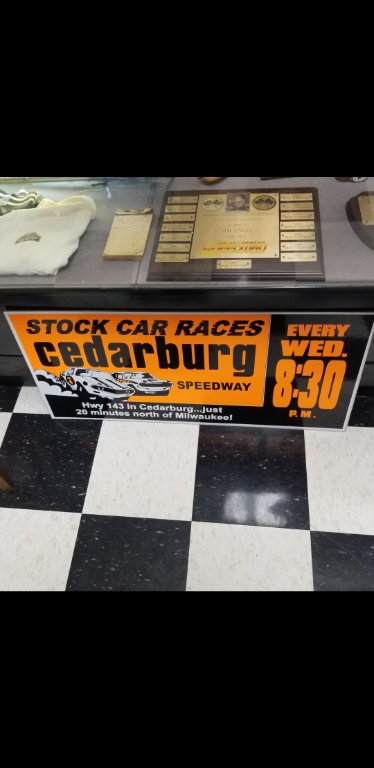 STOCK CAR RACES
cedarburg
SPEEDWAY
Hwy 143 in Cedarburg...just
20 minutes north of Milwaukee!
EVERY
WED.
8:30
P.M.